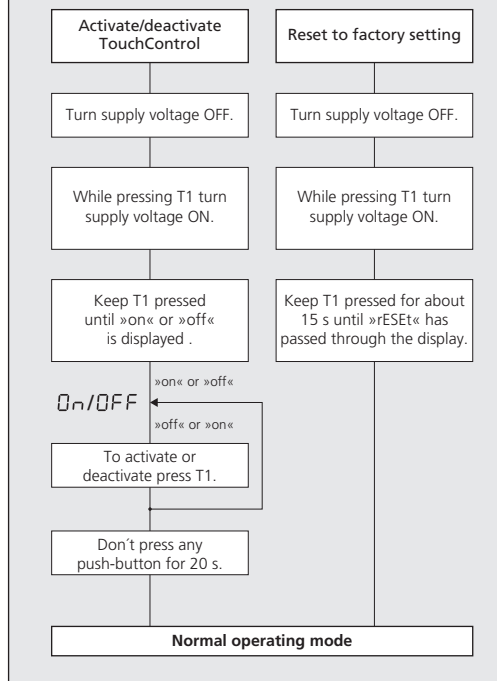 Activate/deactivate
TouchControl
Turn supply voltage OFF.
While pressing T1 turn
supply voltage ON.
Keep T1 pressed
until »on« or »off«
is displayed .
»on« or »off«
On/OFF
»off« or »on«
To activate or
deactivate press T1.
Don´t press any
push-button for 20 s.
Reset to factory setting
Turn supply voltage OFF.
While pressing T1 turn
supply voltage ON.
Keep T1 pressed for about
15 s until »rESEt« has
passed through the display.
Normal operating mode